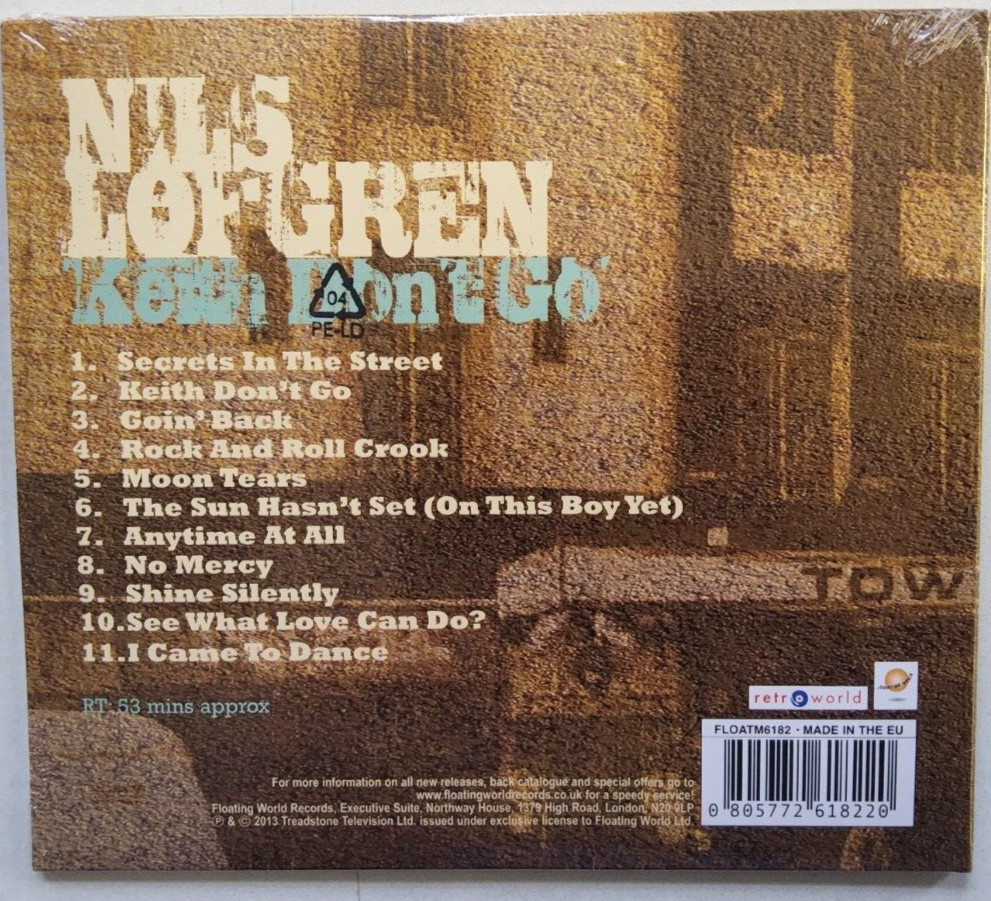 NILS
LOFGREN
Keith Don't Go
04
PE-LD
1. Secrets In The Street
2. Keith Don't Go
3. Goin' Back
4. Rock And Roll Crook
5. Moon Tears
6. The Sun Hasn't Set (On This Boy Yet)
7. Anytime At All
8. No Mercy
9. Shine Silently
10.See What Love Can Do?
11.I Came To Dance
TOW
RT: 53 mins approx
retroworld
FLOATM6182 · MADE IN THE EU
0 805772 618220
For more information on all new releases, back catalogue and special offers go to
www.floatingworldrecords.co.uk for a speedy service!
Floating World Records, Executive Suite, Northway House, 1379 High Road, London, N20 9LP
℗ & © 2013 Treadstone Television Ltd. issued under exclusive license to Floating World Ltd.